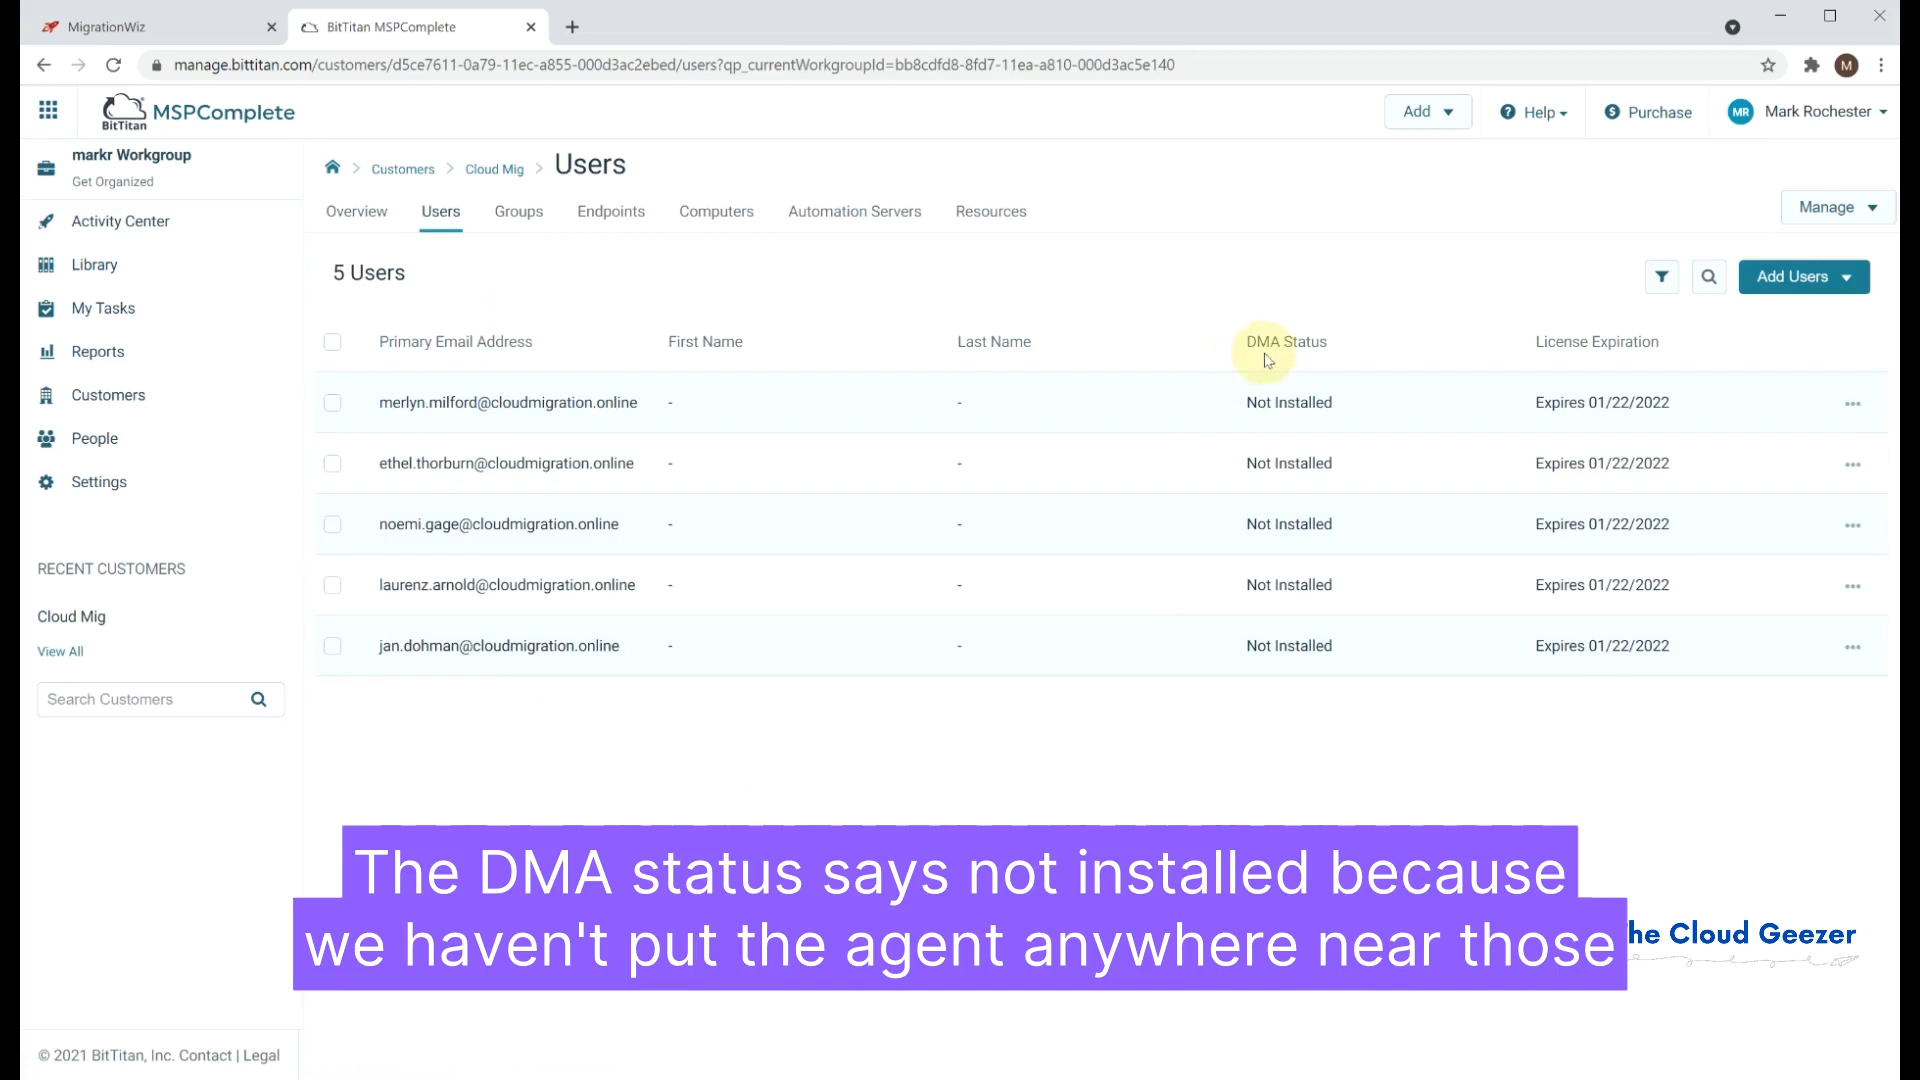 MigrationWiz
BitTitan MSPComplete
manage.bittitan.com/customers/d5ce7611-0a79-11ec-a855-000d3ac2ebed/users?qp_currentWorkgroupId=bb8cdfd8-8fd7-11ea-a810-000d3ac5e140
M
BitTitan MSPComplete
Add
Help
Purchase
MR Mark Rochester
markr Workgroup
Get Organized
Activity Center
Library
My Tasks
Reports
Customers
People
Settings
RECENT CUSTOMERS
Cloud Mig
View All
Search Customers
© 2021 BitTitan, Inc. Contact | Legal
Customers > Cloud Mig > Users
Overview Users Groups Endpoints Computers Automation Servers Resources
Manage
5 Users
Add Users
Primary Email Address First Name Last Name DMA Status License Expiration
merlyn.milford@cloudmigration.online - - Not Installed Expires 01/22/2022
ethel.thorburn@cloudmigration.online - - Not Installed Expires 01/22/2022
noemi.gage@cloudmigration.online - - Not Installed Expires 01/22/2022
laurenz.arnold@cloudmigration.online - - Not Installed Expires 01/22/2022
jan.dohman@cloudmigration.online - - Not Installed Expires 01/22/2022
The DMA status says not installed because
we haven't put the agent anywhere near those
he Cloud Geezer